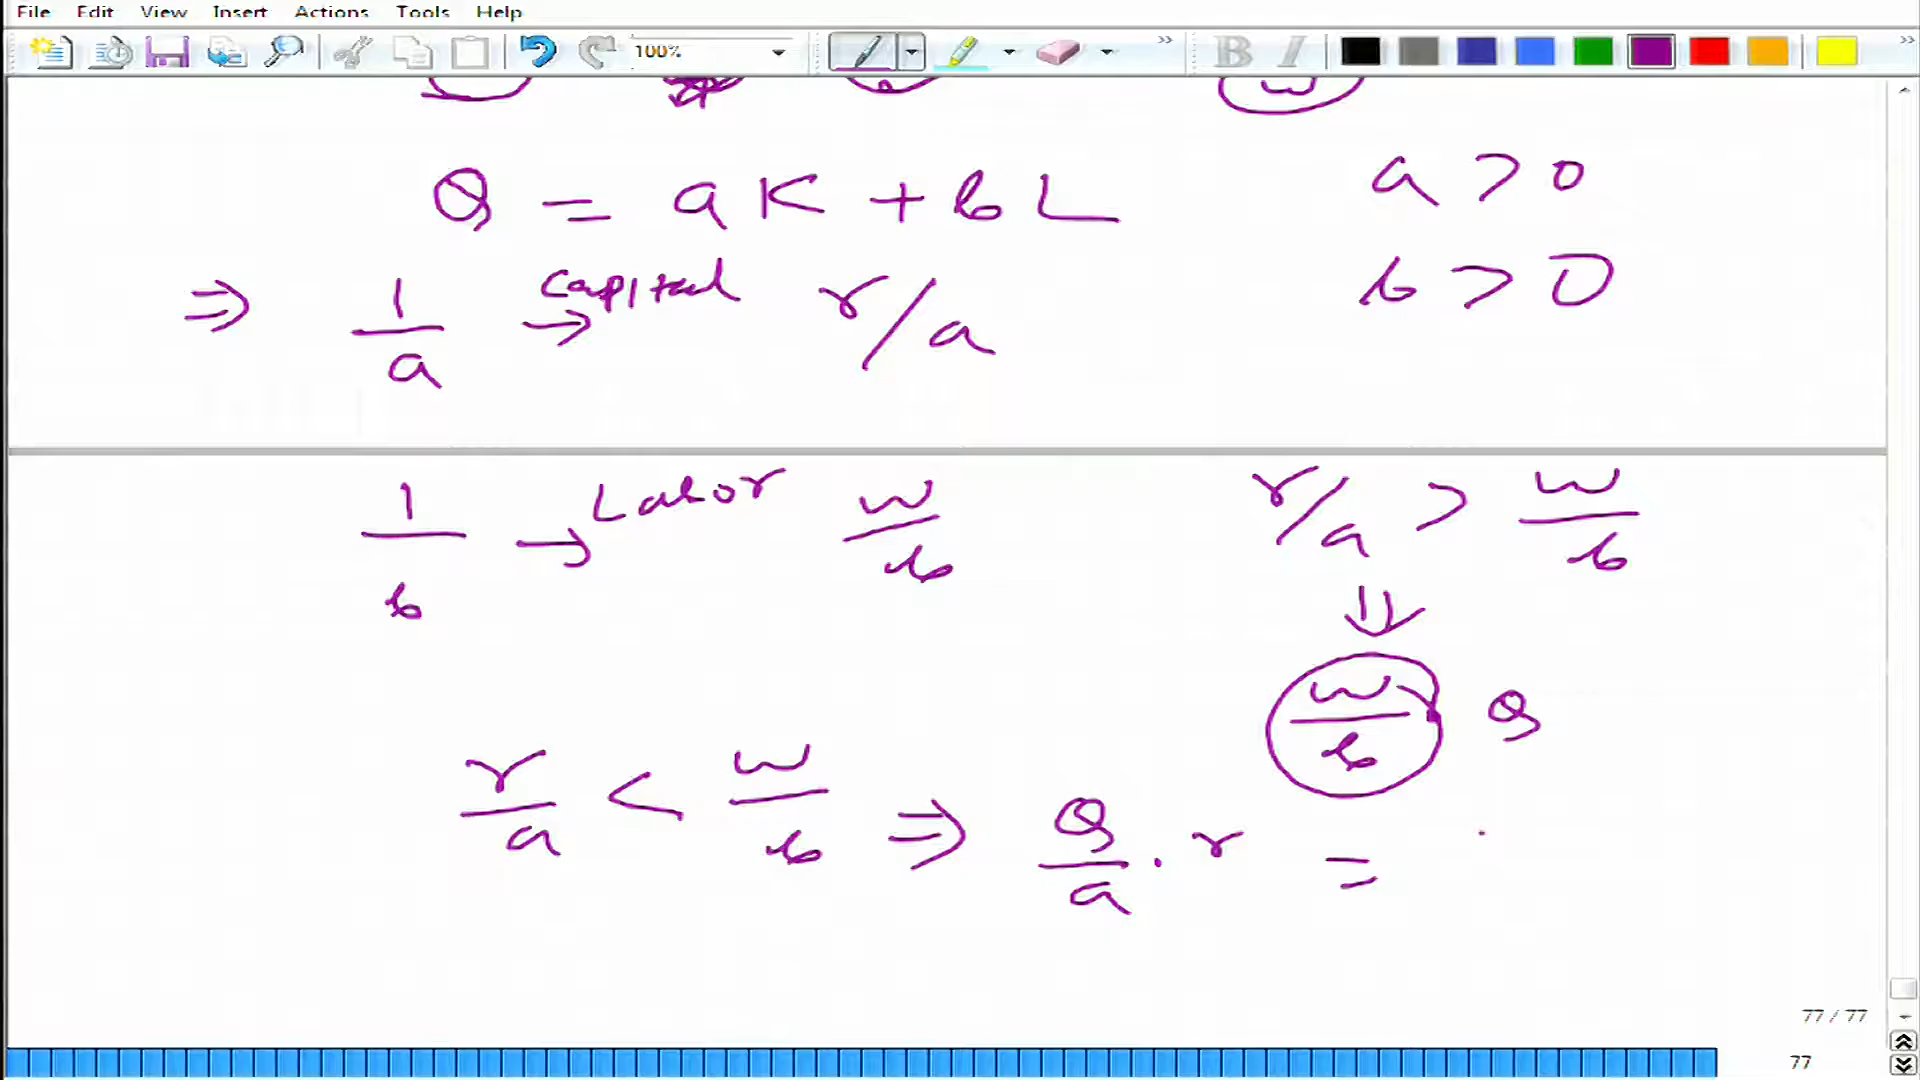 File Edit View Insert Actions Tools Help
100%
B I
w
Q = aK + bL a > 0
⇒ 1/a → capital r/a b > 0
1/b → Labor w/b r/a > w/b
⇓
w/b Q
r/a < w/b ⇒ Q/a · r =
77 / 77
77